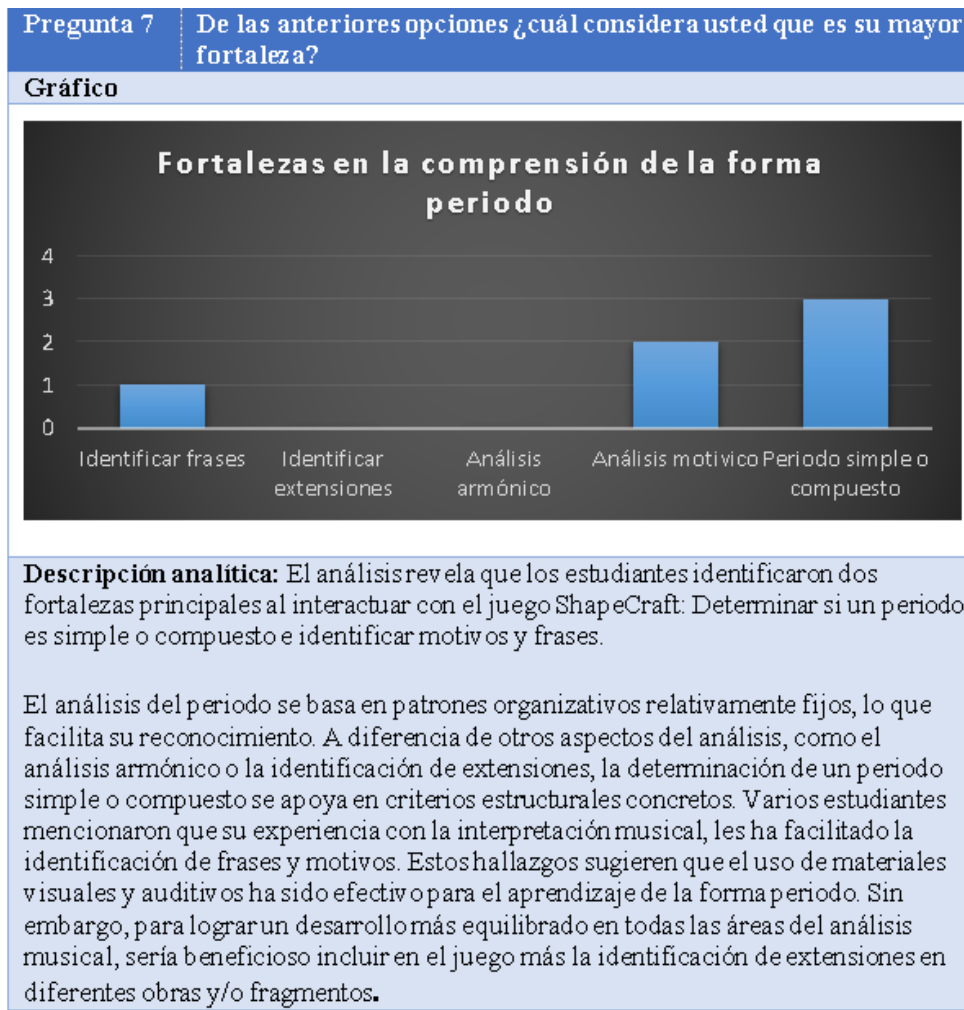 Pregunta 7
De las anteriores opciones ¿cuál considera usted que es su mayor
fortaleza?
Gráfico
Fortalezas en la comprensión de la forma
periodo
4
3
2
1
0
Identificar frases
Identificar
extensiones
Análisis
armónico
Análisis motivico
Periodo simple o
compuesto
Descripción analítica: El análisis revela que los estudiantes identificaron dos
fortalezas principales al interactuar con el juego ShapeCraft: Determinar si un periodo
es simple o compuesto e identificar motivos y frases.
El análisis del periodo se basa en patrones organizativos relativamente fijos, lo que
facilita su reconocimiento. A diferencia de otros aspectos del análisis, como el
análisis armónico o la identificación de extensiones, la determinación de un periodo
simple o compuesto se apoya en criterios estructurales concretos. Varios estudiantes
mencionaron que su experiencia con la interpretación musical, les ha facilitado la
identificación de frases y motivos. Estos hallazgos sugieren que el uso de materiales
visuales y auditivos ha sido efectivo para el aprendizaje de la forma periodo. Sin
embargo, para lograr un desarrollo más equilibrado en todas las áreas del análisis
musical, sería beneficioso incluir en el juego más la identificación de extensiones en
diferentes obras y/o fragmentos.